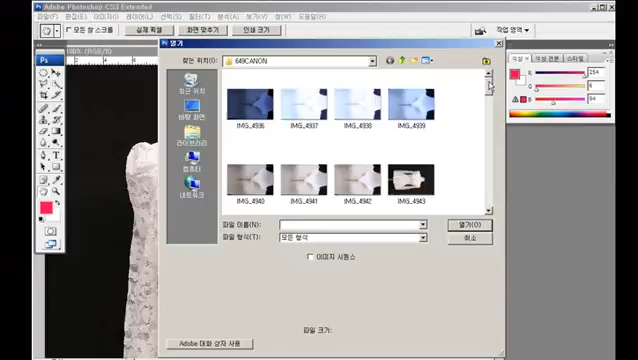 Adobe Photoshop CS3 Extended
파일(F) 편집(E) 이미지(I) 레이어(L) 선택(S) 필터(T) 분석(A) 보기(V) 창(W) 도움말(H)
모든 창 스크롤 실제 픽셀 화면 맞추기 인쇄 크기 작업 영역
열기
찾는 위치(I): 649CANON
Ps
최근 위치
바탕 화면
라이브러리
컴퓨터
네트워크
IMG_4936 IMG_4937 IMG_4938 IMG_4939
IMG_4940 IMG_4941 IMG_4942 IMG_4943
파일 이름(N): 열기(O)
파일 형식(T): 모든 형식 취소
이미지 시퀀스
파일 크기:
Adobe 대화 상자 사용
색상 색상 견본 스타일
R 254
G 6
B 94